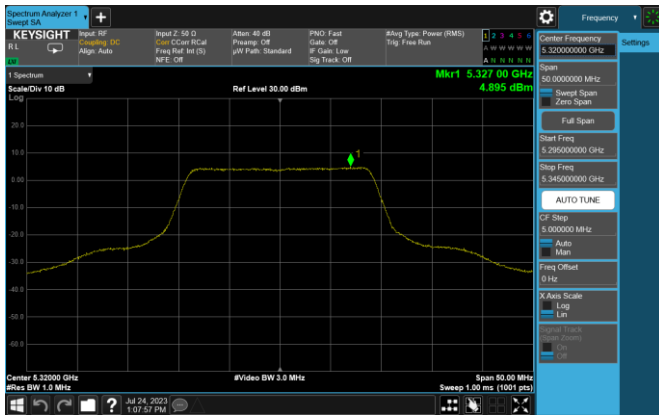 Spectrum Analyzer 1
Swept SA
Frequency
KEYSIGHT
RL
Input: RF
Coupling: DC
Align: Auto
Input Z: 50 Ω
Corr CCorr RCal
Freq Ref: Int (S)
NFE: Off
Atten: 40 dB
Preamp: Off
µW Path: Standard
PNO: Fast
Gate: Off
IF Gain: Low
Sig Track: Off
#Avg Type: Power (RMS)
Trig: Free Run
1 2 3 4 5 6
A W W W W W
A N N N N N
1 Spectrum
Scale/Div 10 dB
Log
Ref Level 30.00 dBm
Mkr1 5.327 00 GHz
4.895 dBm
1
20.0
10.0
0.00
-10.0
-20.0
-30.0
-40.0
-50.0
-60.0
Center 5.32000 GHz
#Res BW 1.0 MHz
#Video BW 3.0 MHz
Span 50.00 MHz
Sweep 1.00 ms (1001 pts)
Jul 24, 2023
1:07:57 PM
Center Frequency
5.320000000 GHz
Settings
Span
50.0000000 MHz
Swept Span
Zero Span
Full Span
Start Freq
5.295000000 GHz
Stop Freq
5.345000000 GHz
AUTO TUNE
CF Step
5.000000 MHz
Auto
Man
Freq Offset
0 Hz
X Axis Scale
Log
Lin
Signal Track
(Span Zoom)
On
Off